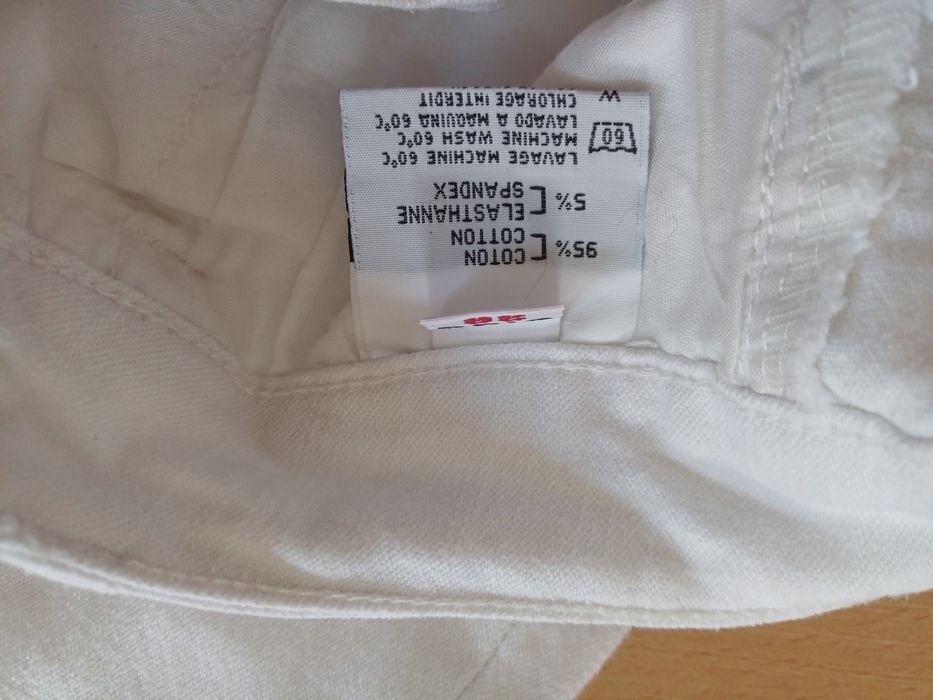 95% [ COTON
COTTON
5% [ ELASTHANNE
SPANDEX
LAVAGE MACHINE 60°C
60 MACHINE WASH 60°C
LAVADO A MAQUINA 60°C
CHLORAGE INTERDIT